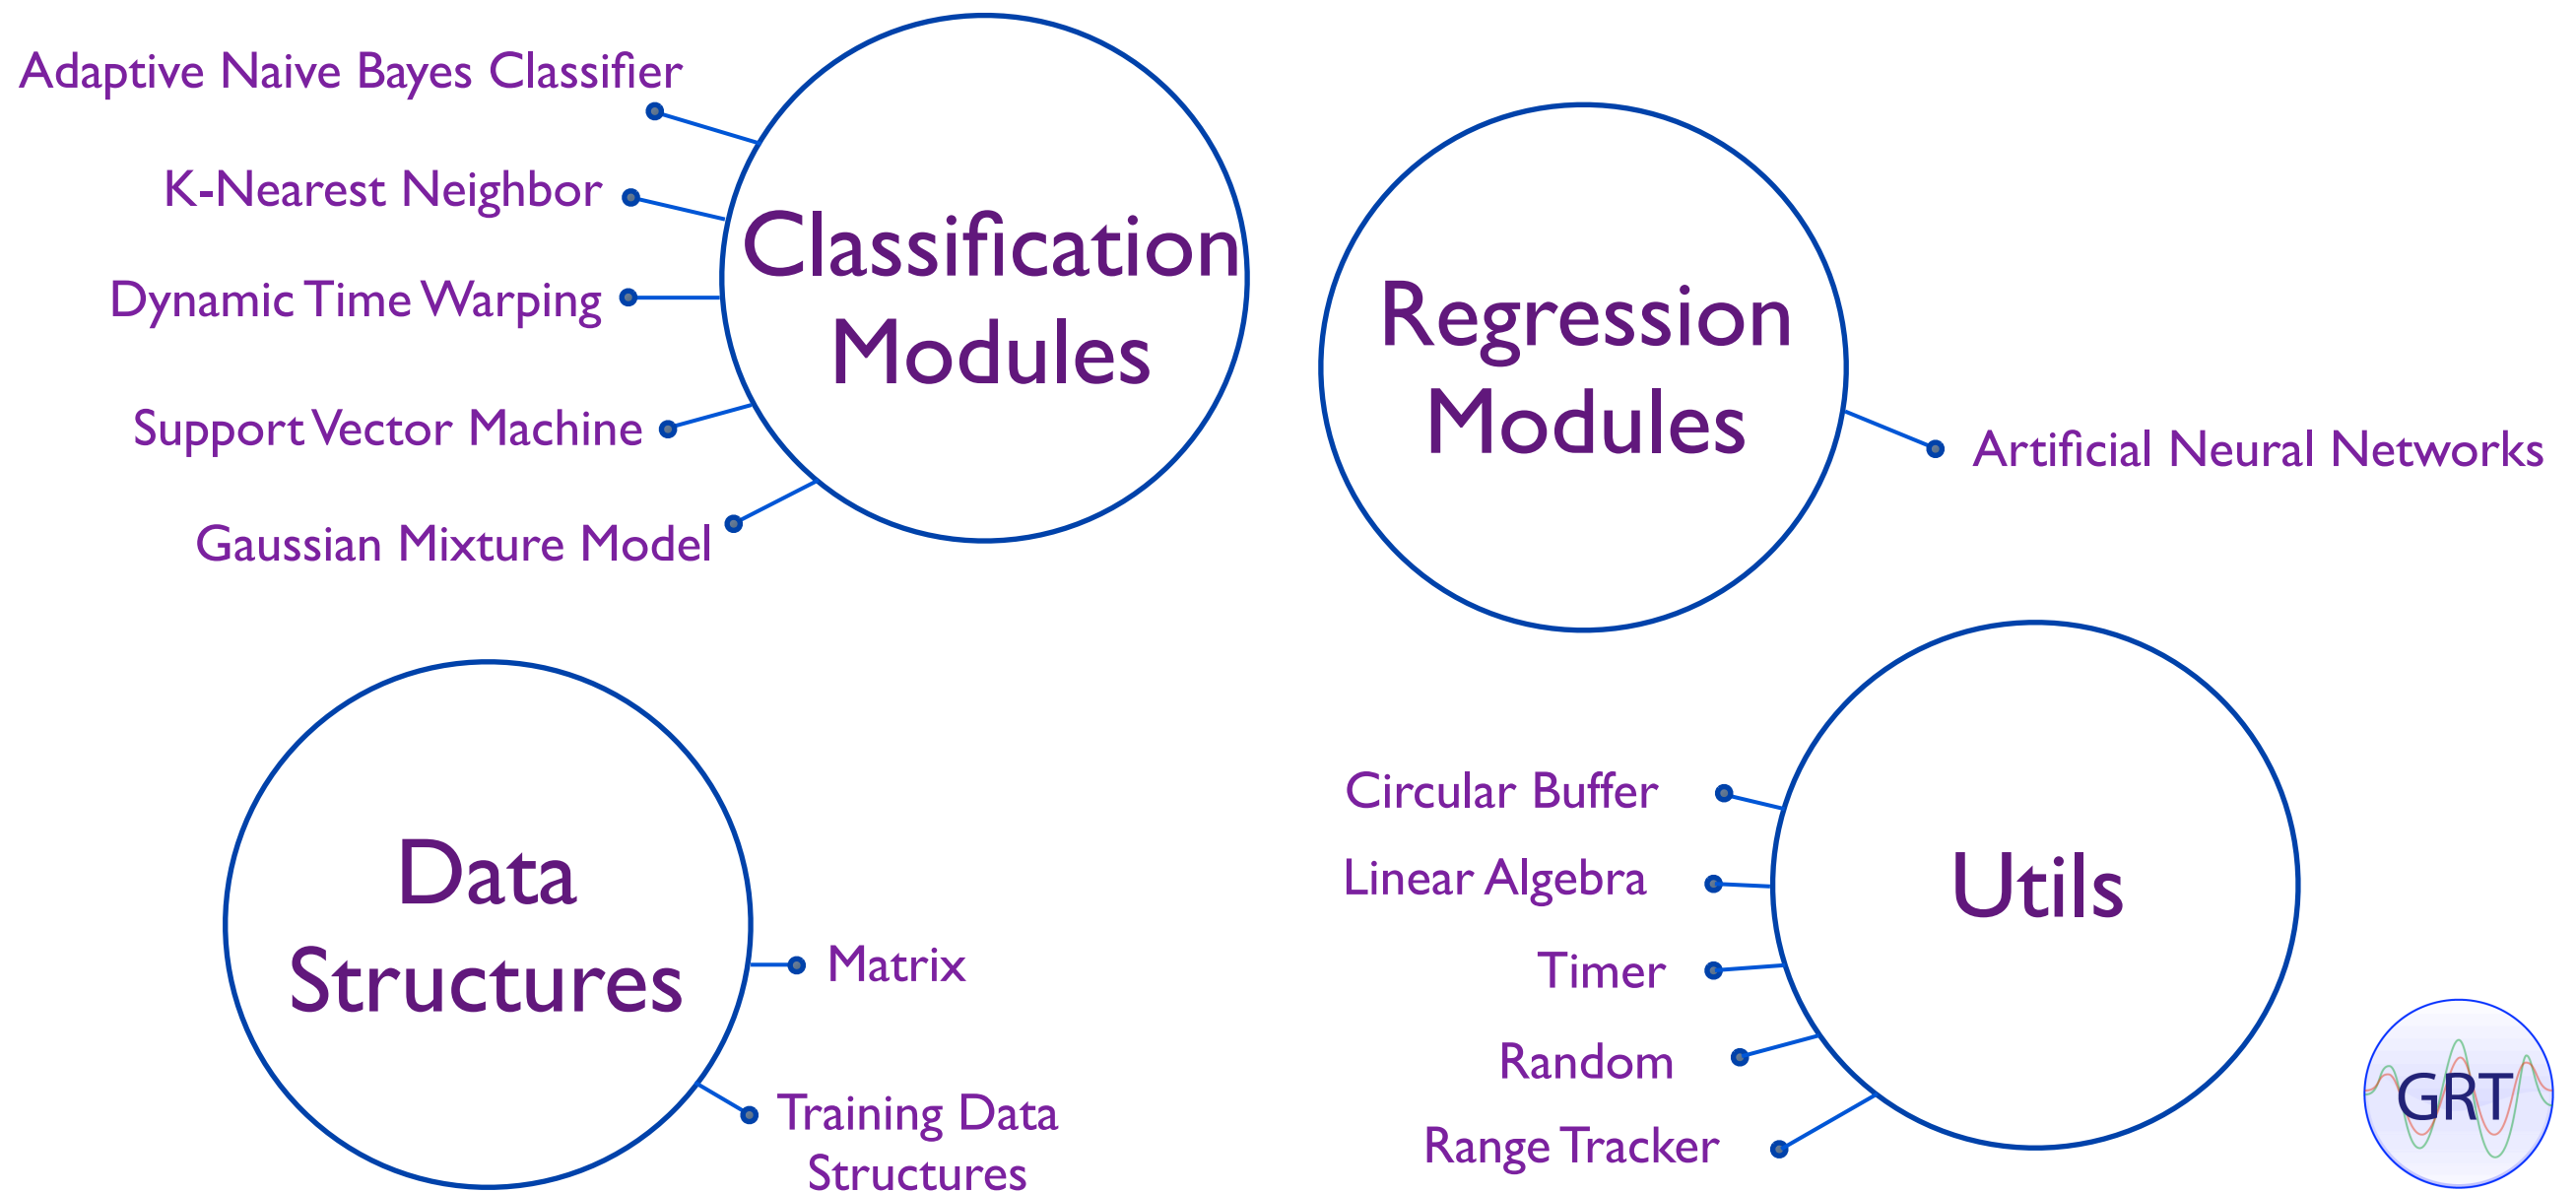 Adaptive Naive Bayes Classifier
K-Nearest Neighbor
Dynamic Time Warping
Support Vector Machine
Gaussian Mixture Model
Classification
Modules
Regression
Modules
Artificial Neural Networks
Data
Structures
Matrix
Training Data
Structures
Circular Buffer
Linear Algebra
Timer
Random
Range Tracker
Utils
GRT